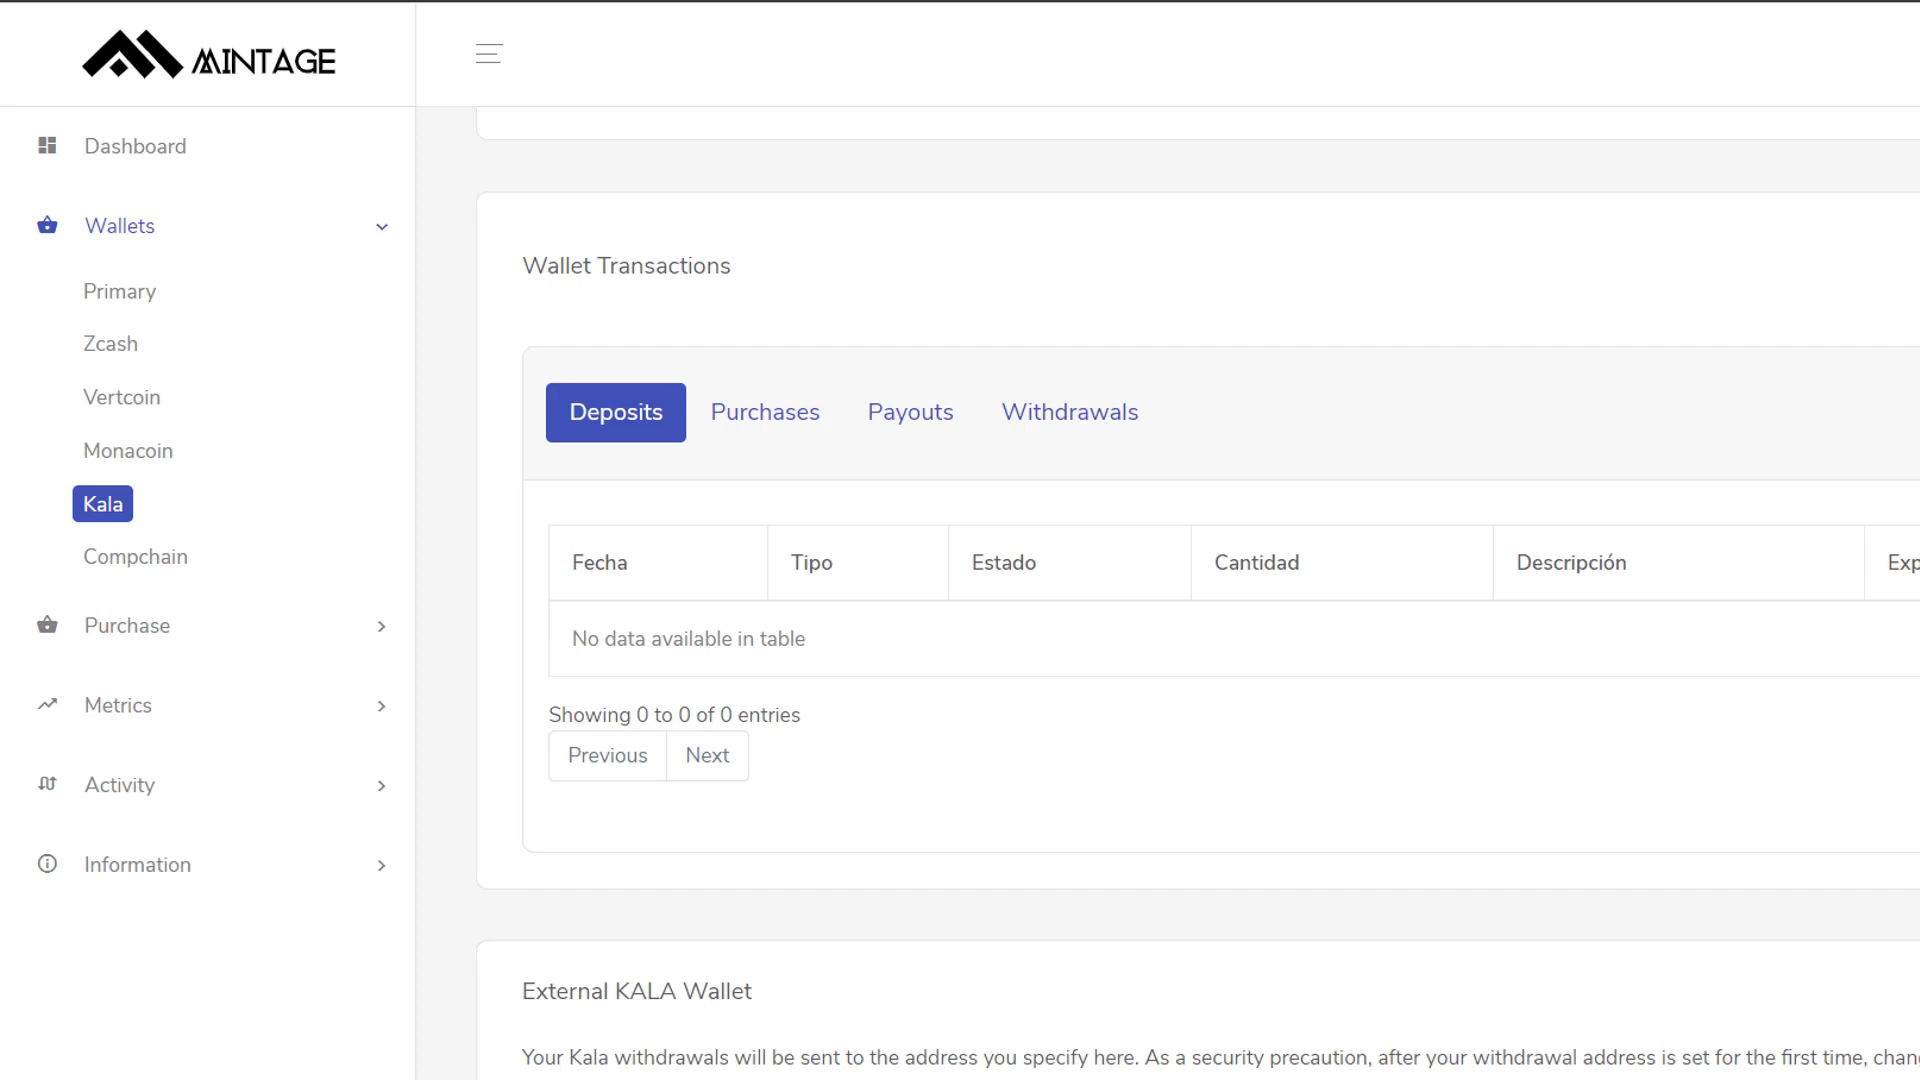 MINTAGE
Dashboard
Wallets
Primary
Zcash
Vertcoin
Monacoin
Kala
Compchain
Purchase
Metrics
Activity
Information
Wallet Transactions
Deposits Purchases Payouts Withdrawals
Fecha Tipo Estado Cantidad Descripción Exp
No data available in table
Showing 0 to 0 of 0 entries
Previous Next
External KALA Wallet
Your Kala withdrawals will be sent to the address you specify here. As a security precaution, after your withdrawal address is set for the first time, chan